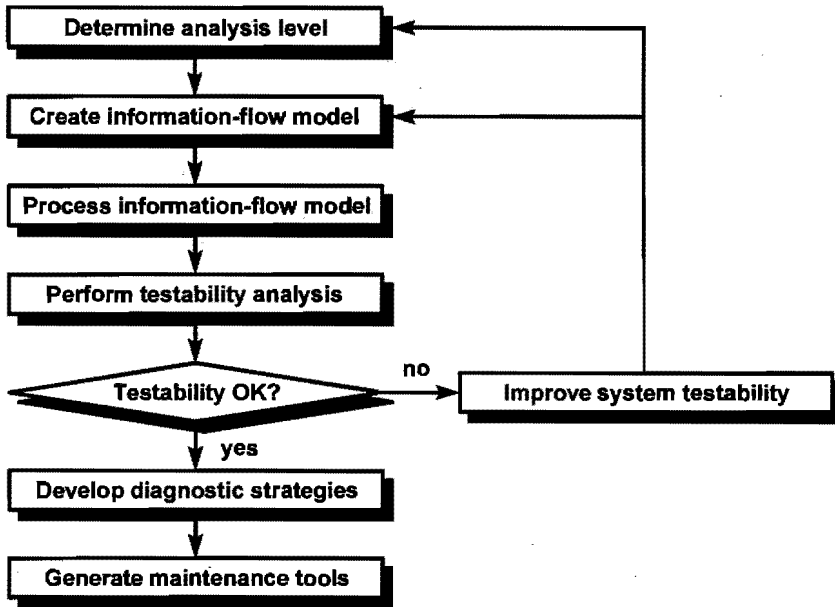 Determine analysis level
Create information-flow model
Process information-flow model
Perform testability analysis
Testability OK?
no
Improve system testability
yes
Develop diagnostic strategies
Generate maintenance tools